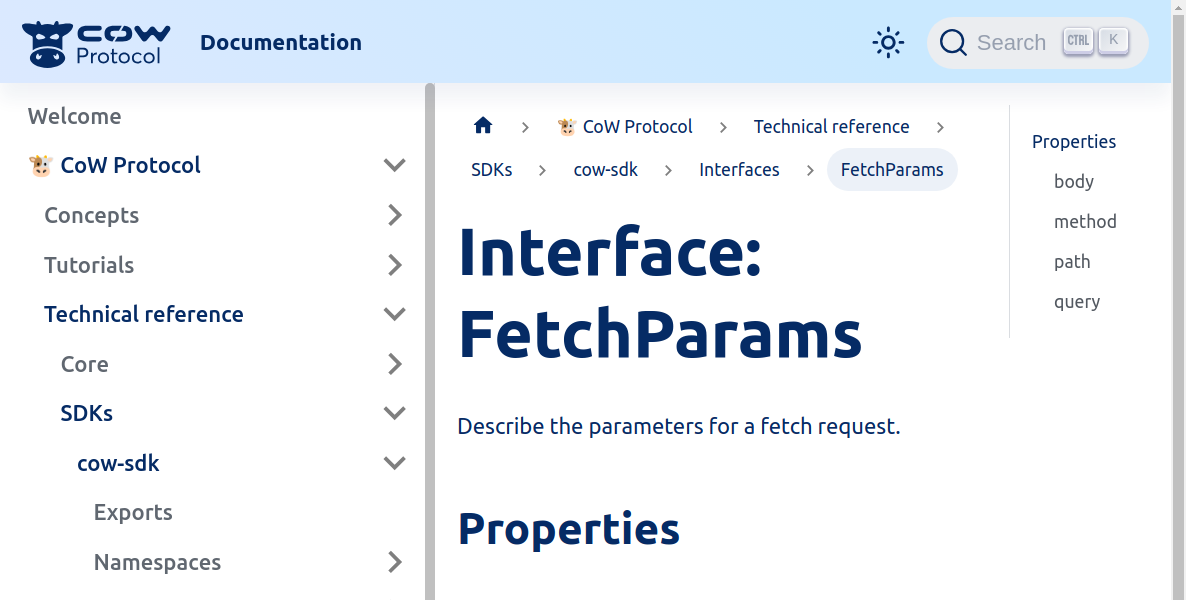 COW
Protocol
Documentation
Search
CTRL
K
Welcome
CoW Protocol
Concepts
Tutorials
Technical reference
Core
SDKs
cow-sdk
Exports
Namespaces
CoW Protocol
Technical reference
SDKs
cow-sdk
Interfaces
FetchParams
Interface:
FetchParams
Describe the parameters for a fetch request.
Properties
Properties
body
method
path
query